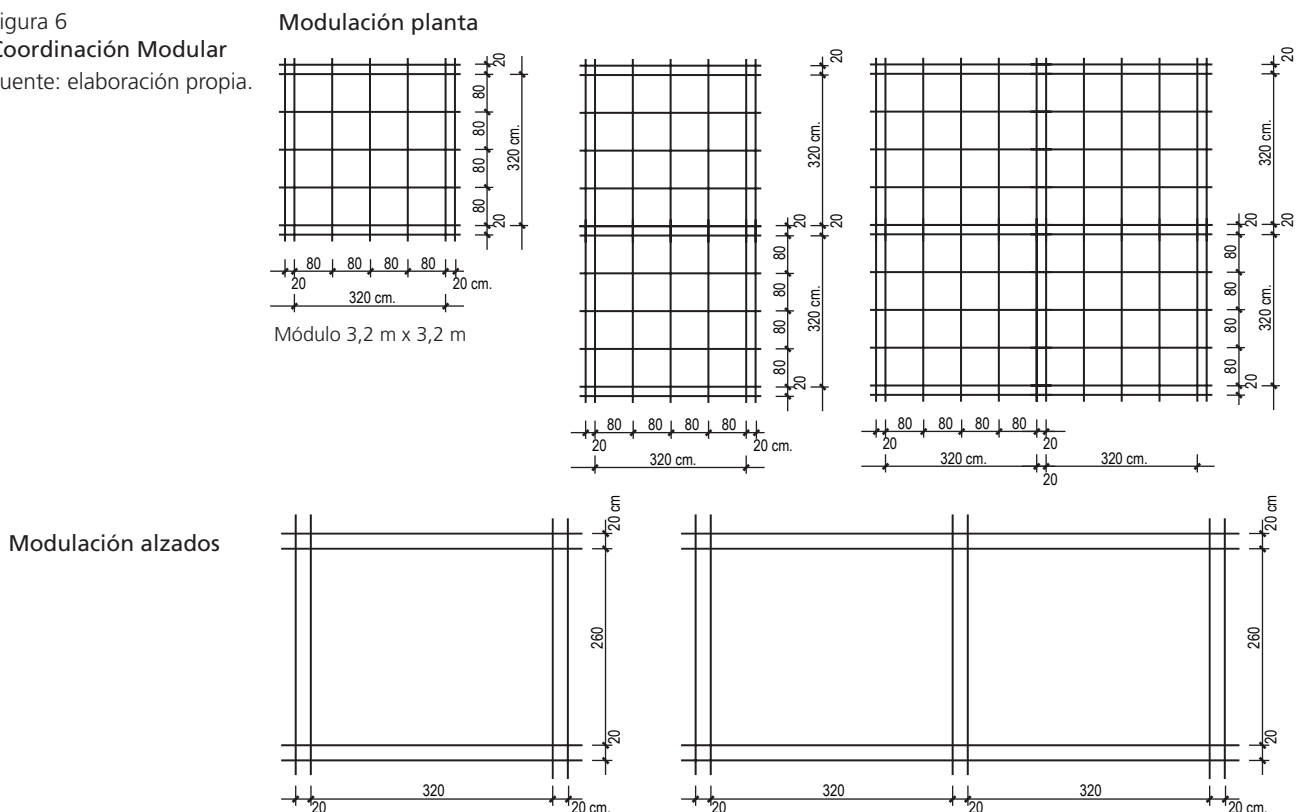 igura 6
Coordinación Modular
uente: elaboración propia.
Modulación planta
20
80
80
80
80
20
320 cm.
80 80 80 80
20
20 cm.
320 cm.
Módulo 3,2 m x 3,2 m
20
320 cm.
20
20
80
80
80
80
20
320 cm.
80 80 80 80
20
20 cm.
320 cm.
20
320 cm.
20
20
80
80
80
80
20
320 cm.
80 80 80 80
20
20
320 cm.
320 cm.
20
Modulación alzados
20 cm
260
20
320
20
20 cm.
20 cm
260
20
320
320
20
20
20 cm.